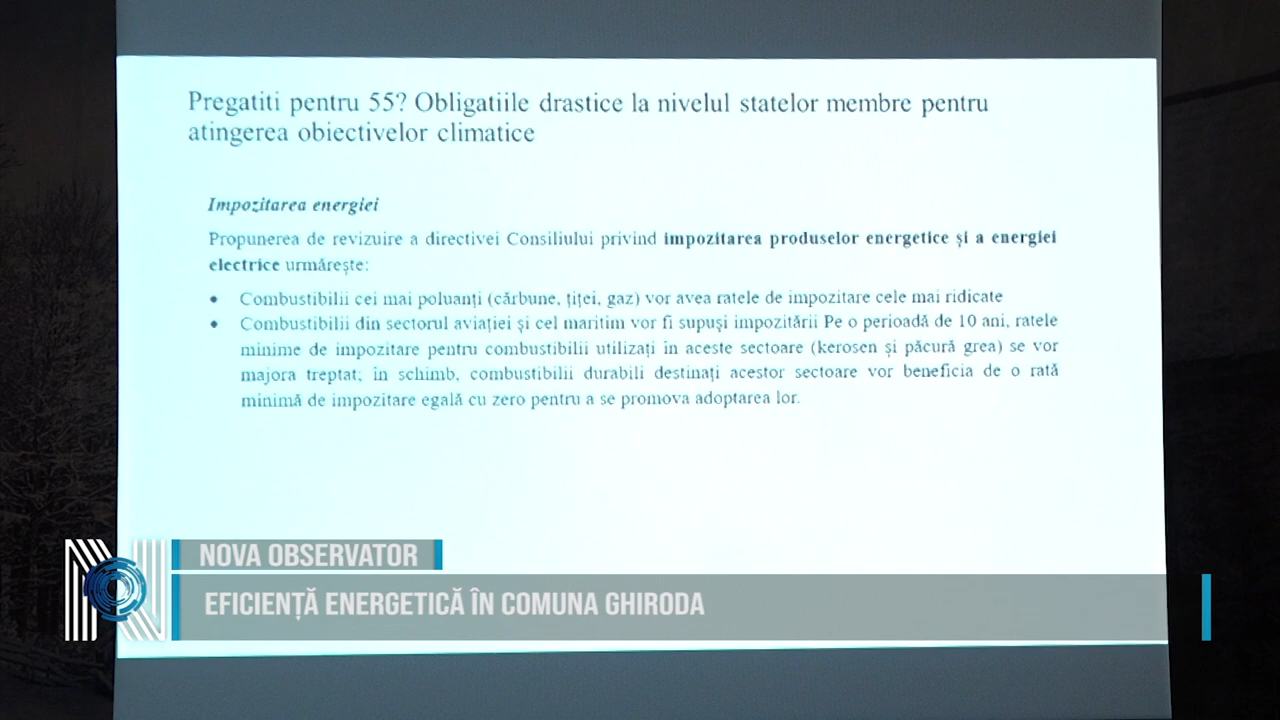 Pregatiti pentru 55? Obligatiile drastice la nivelul statelor membre pentru
atingerea obiectivelor climatice
Impozitarea energiei
Propunerea de revizuire a directivei Consiliului privind impozitarea produselor energetice și a energiei
electrice urmărește:
• Combustibilii cei mai poluanți (cărbune, țiței, gaz) vor avea ratele de impozitare cele mai ridicate
• Combustibilii din sectorul aviației și cel maritim vor fi supuși impozitării Pe o perioadă de 10 ani, ratele
minime de impozitare pentru combustibilii utilizați in aceste sectoare (kerosen și păcură grea) se vor
majora treptat; in schimb, combustibilii durabili destinați acestor sectoare vor beneficia de o rată
minimă de impozitare egală cu zero pentru a se promova adoptarea lor.
NOVA OBSERVATOR
EFICIENȚĂ ENERGETICĂ ÎN COMUNA GHIRODA